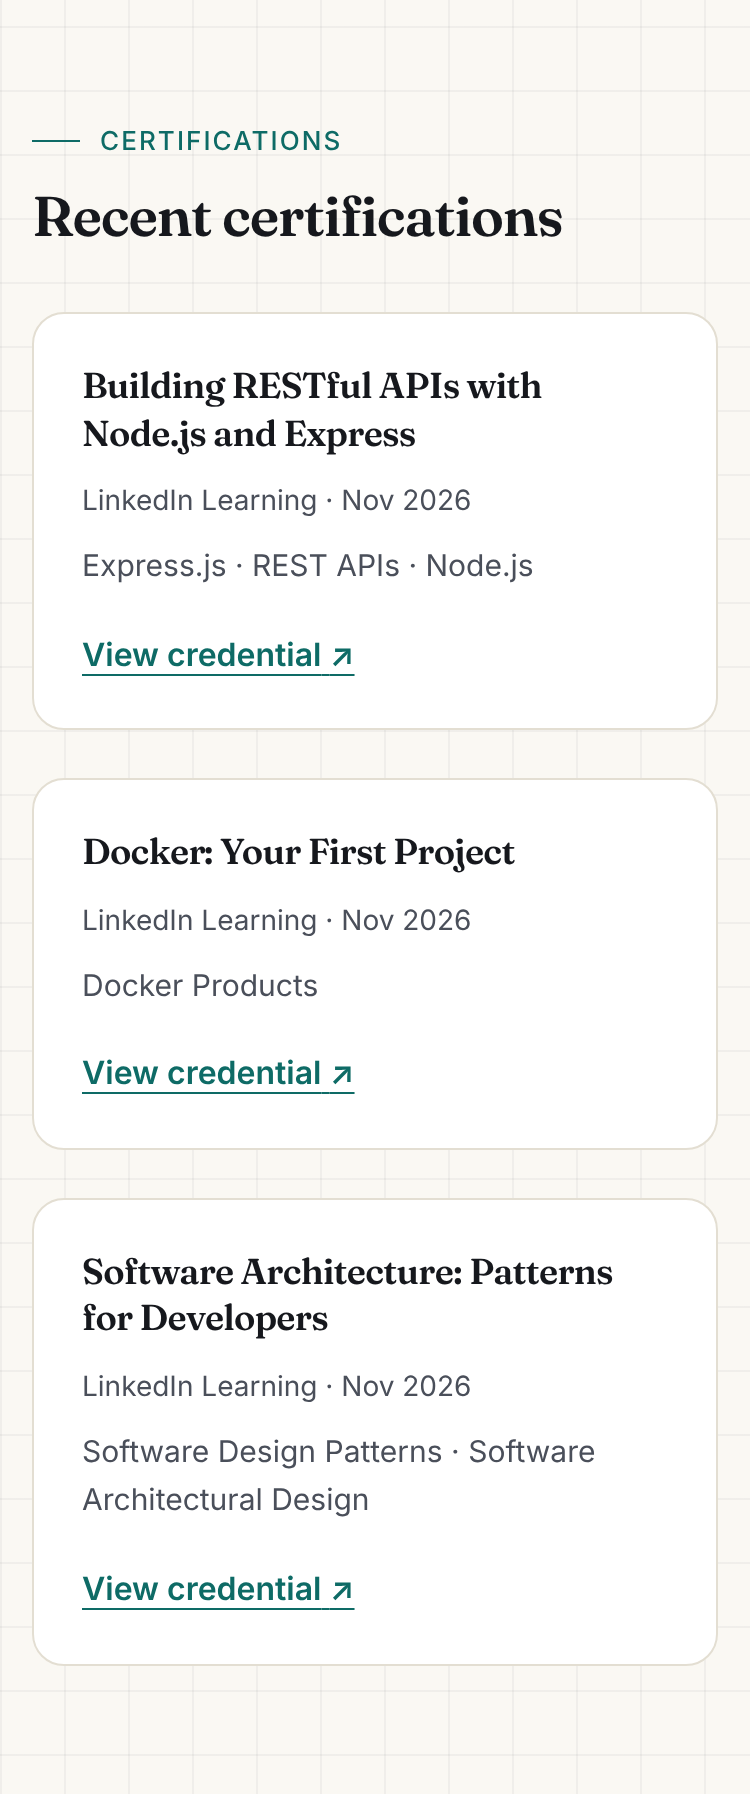 CERTIFICATIONS
Recent certifications
Building RESTful APIs with
Node.js and Express
LinkedIn Learning · Nov 2026
Express.js · REST APIs · Node.js
View credential ↗
Docker: Your First Project
LinkedIn Learning · Nov 2026
Docker Products
View credential ↗
Software Architecture: Patterns
for Developers
LinkedIn Learning · Nov 2026
Software Design Patterns · Software
Architectural Design
View credential ↗